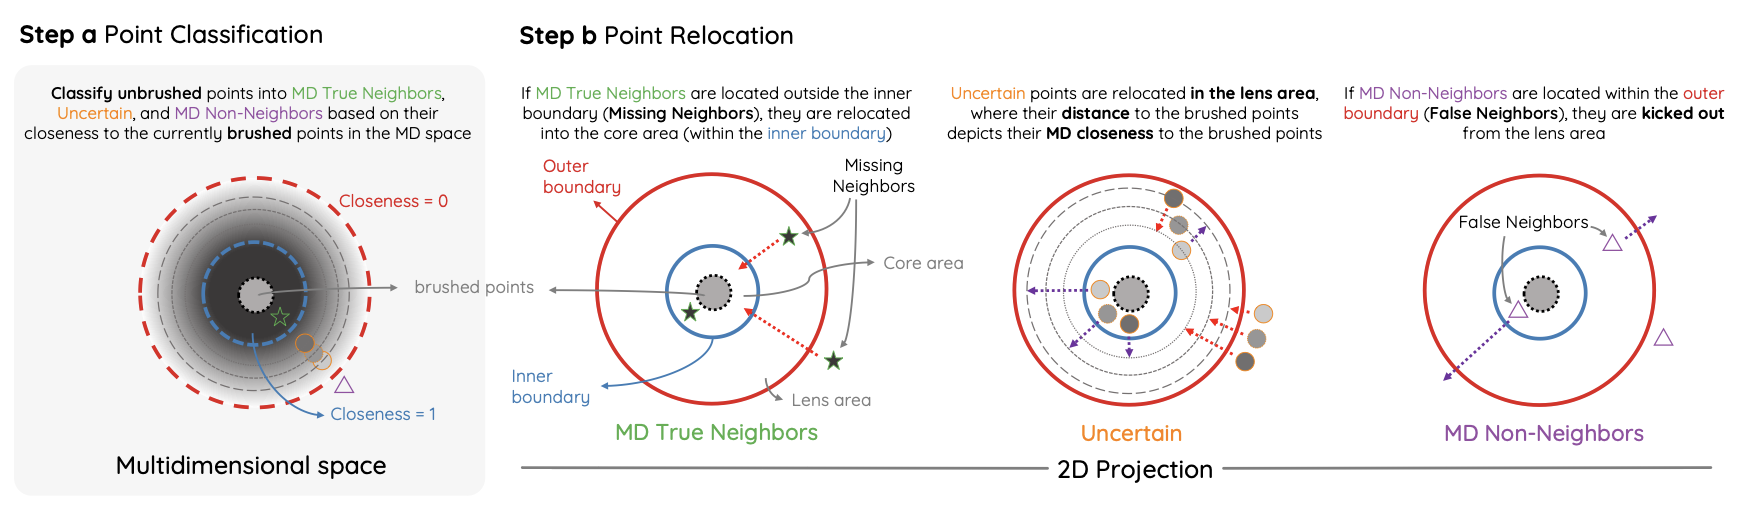 Step a Point Classification
Classify unbrushed points into MD True Neighbors,
Uncertain, and MD Non-Neighbors based on their
closeness to the currently brushed points in the MD space
Closeness = 0
brushed points
Closeness = 1
Multidimensional space
Step b Point Relocation
If MD True Neighbors are located outside the inner
boundary (Missing Neighbors), they are relocated
into the core area (within the inner boundary)
Outer
boundary
Missing
Neighbors
Core area
Inner
boundary
Lens area
MD True Neighbors
Uncertain points are relocated in the lens area,
where their distance to the brushed points
depicts their MD closeness to the brushed points
Uncertain
If MD Non-Neighbors are located within the outer
boundary (False Neighbors), they are kicked out
from the lens area
False Neighbors
MD Non-Neighbors
2D Projection